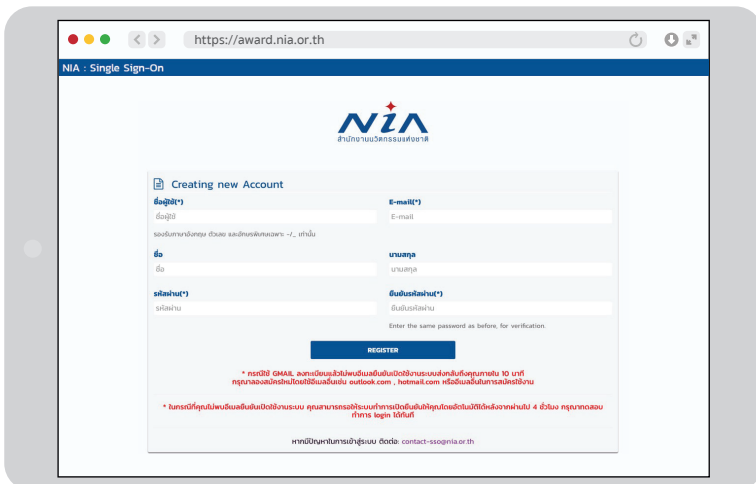 https://award.nia.or.th
NIA : Single Sign-On
NiA
สำนักงานนวัตกรรมแห่งชาติ
Creating new Account
ชื่อผู้ใช้(*) E-mail(*)
ชื่อผู้ใช้ E-mail
รองรับภาษาอังกฤษ ตัวเลข และอักษรพิเศษเฉพาะ -/_ เท่านั้น
ชื่อ นามสกุล
ชื่อ นามสกุล
รหัสผ่าน(*) ยืนยันรหัสผ่าน(*)
รหัสผ่าน ยืนยันรหัสผ่าน
Enter the same password as before, for verification.
REGISTER
* กรณีใช้ GMAIL ลงทะเบียนแล้วไม่พบอีเมลยืนยันเปิดใช้งานระบบส่งกลับถึงคุณภายใน 10 นาที
กรุณาลองสมัครใหม่โดยใช้อีเมลอื่นเช่น outlook.com , hotmail.com หรืออีเมลอื่นในการสมัครใช้งาน
* ในกรณีที่คุณไม่พบอีเมลยืนยันเปิดใช้งานระบบ คุณสามารถรอให้ระบบทำการเปิดยืนยันให้คุณโดยอัตโนมัติได้หลังจากผ่านไป 4 ชั่วโมง กรุณาทดสอบ
ทำการ login ได้ทันที
หากมีปัญหาในการเข้าสู่ระบบ ติดต่อ: contact-sso@nia.or.th